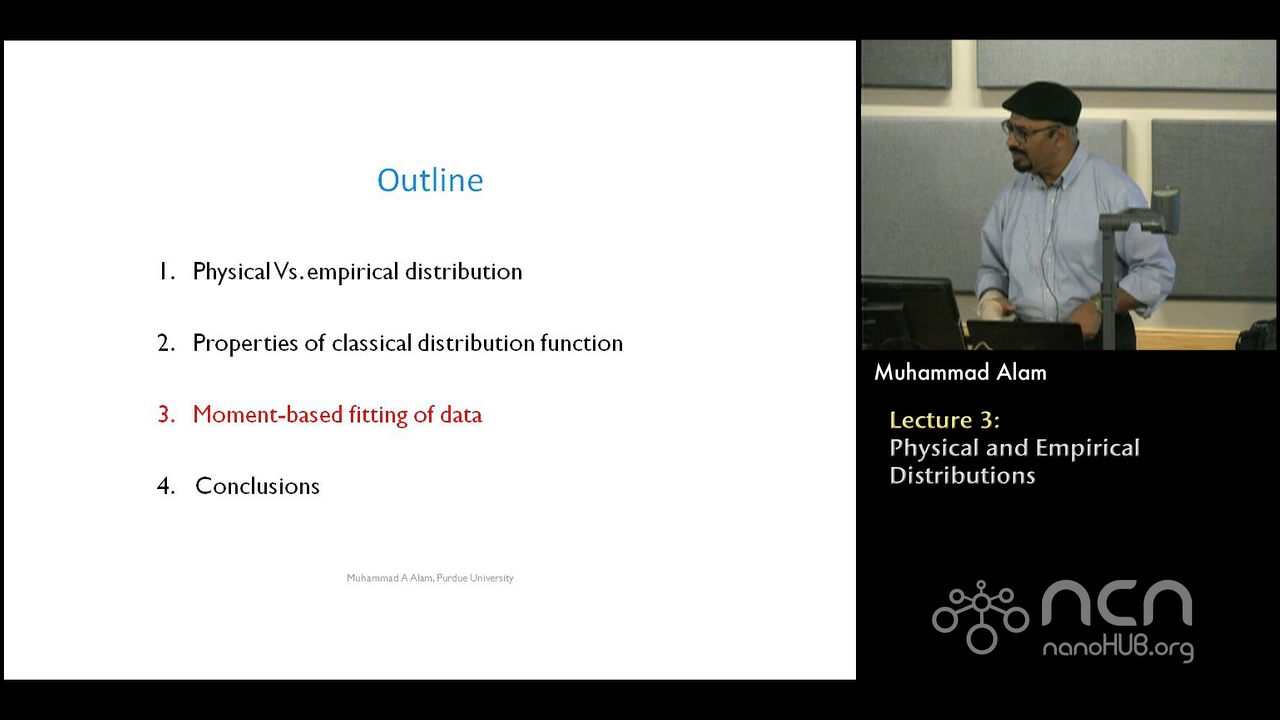 Outline
1. Physical Vs. empirical distribution
2. Properties of classical distribution function
3. Moment-based fitting of data
4. Conclusions
Muhammad A Alam, Purdue University
Muhammad Alam
Lecture 3:
Physical and Empirical
Distributions
ncn
nanoHUB.org